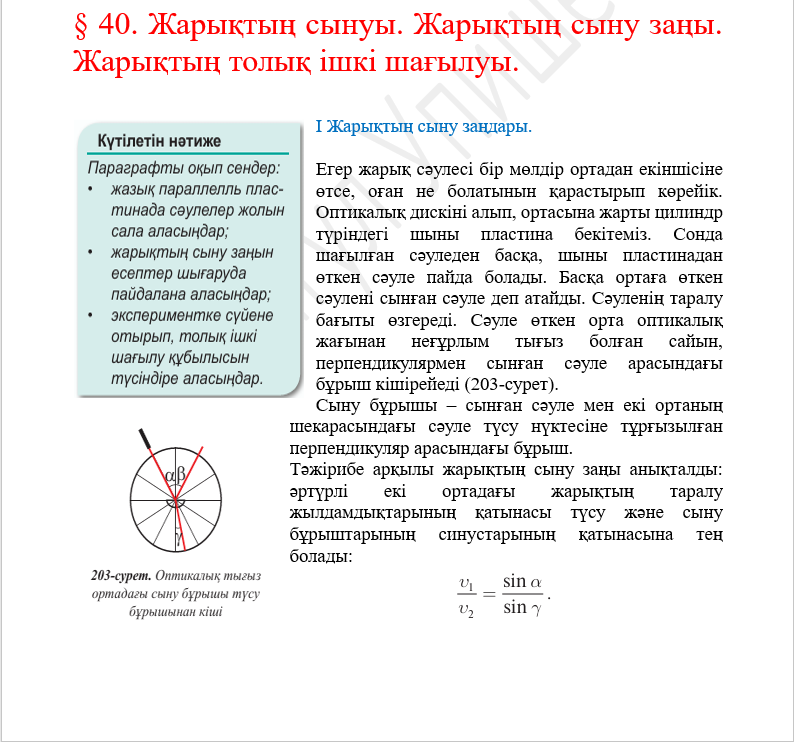 § 40. Жарықтың сынуы. Жарықтың сыну заңы.
Жарықтың толық ішкі шағылуы.
Күтілетін нәтиже
Параграфты оқып сендер:
• жазық параллелль плас-
тинада сәулелер жолын
сала аласыңдар;
• жарықтың сыну заңын
есептер шығаруда
пайдалана аласыңдар;
• экспериментке сүйене
отырып, толық ішкі
шағылу құбылысын
түсіндіре аласыңдар.
α β
γ
203-сурет. Оптикалық тығыз
ортадағы сыну бұрышы түсу
бұрышынан кіші
І Жарықтың сыну заңдары.
Егер жарық сәулесі бір мөлдір ортадан екіншісіне
өтсе, оған не болатынын қарастырып көрейік.
Оптикалық дискіні алып, ортасына жарты цилиндр
түріндегі шыны пластина бекітеміз. Сонда
шағылған сәуледен басқа, шыны пластинадан
өткен сәуле пайда болады. Басқа ортаға өткен
сәулені сынған сәуле деп атайды. Сәуленің таралу
бағыты өзгереді. Сәуле өткен орта оптикалық
жағынан неғұрлым тығыз болған сайын,
перпендикулярмен сынған сәуле арасындағы
бұрыш кішірейеді (203-сурет).
Сыну бұрышы – сынған сәуле мен екі ортаның
шекарасындағы сәуле түсу нүктесіне тұрғызылған
перпендикуляр арасындағы бұрыш.
Тәжірибе арқылы жарықтың сыну заңы анықталды:
әртүрлі екі ортадағы жарықтың таралу
жылдамдықтарының қатынасы түсу және сыну
бұрыштарының синустарының қатынасына тең
болады:
υ₁/υ₂ = sin α/sin γ.